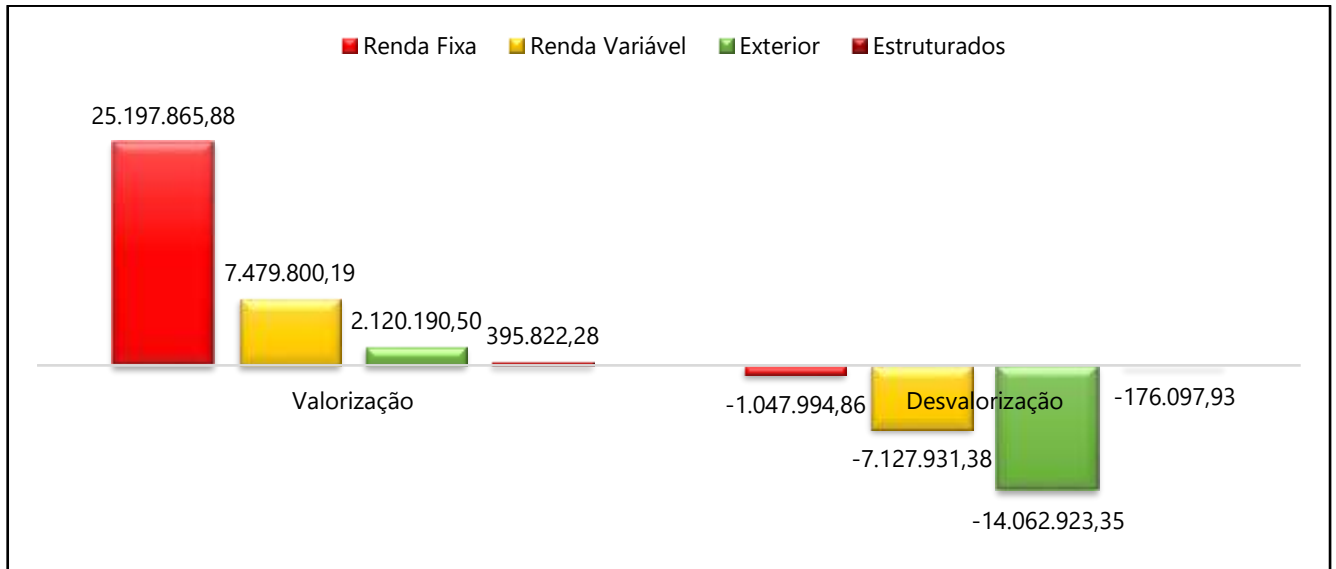 Renda Fixa Renda Variável Exterior Estruturados
25.197.865,88
7.479.800,19
2.120.190,50
395.822,28
Valorização
-1.047.994,86
Desvalorização
-176.097,93
-7.127.931,38
-14.062.923,35